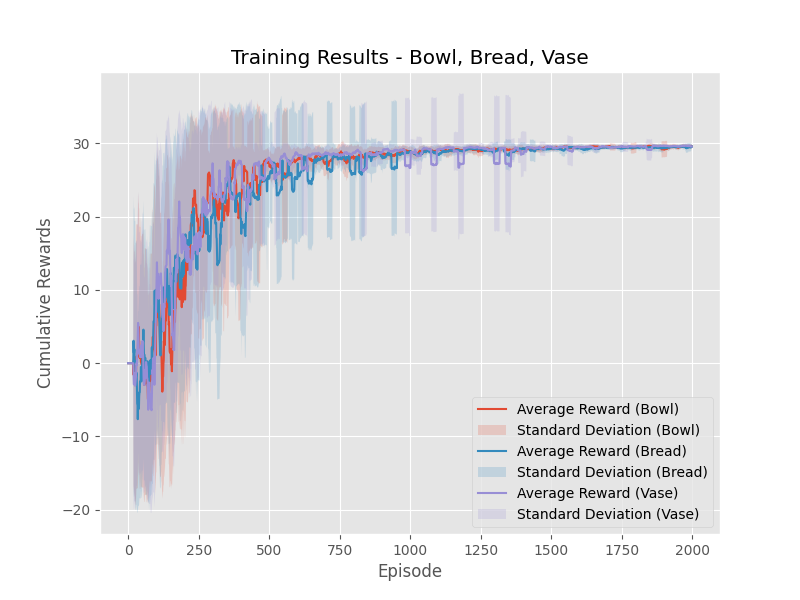 Training Results - Bowl, Bread, Vase
Cumulative Rewards
30
20
10
0
−10
−20
Average Reward (Bowl)
Standard Deviation (Bowl)
Average Reward (Bread)
Standard Deviation (Bread)
Average Reward (Vase)
Standard Deviation (Vase)
0 250 500 750 1000 1250 1500 1750 2000
Episode